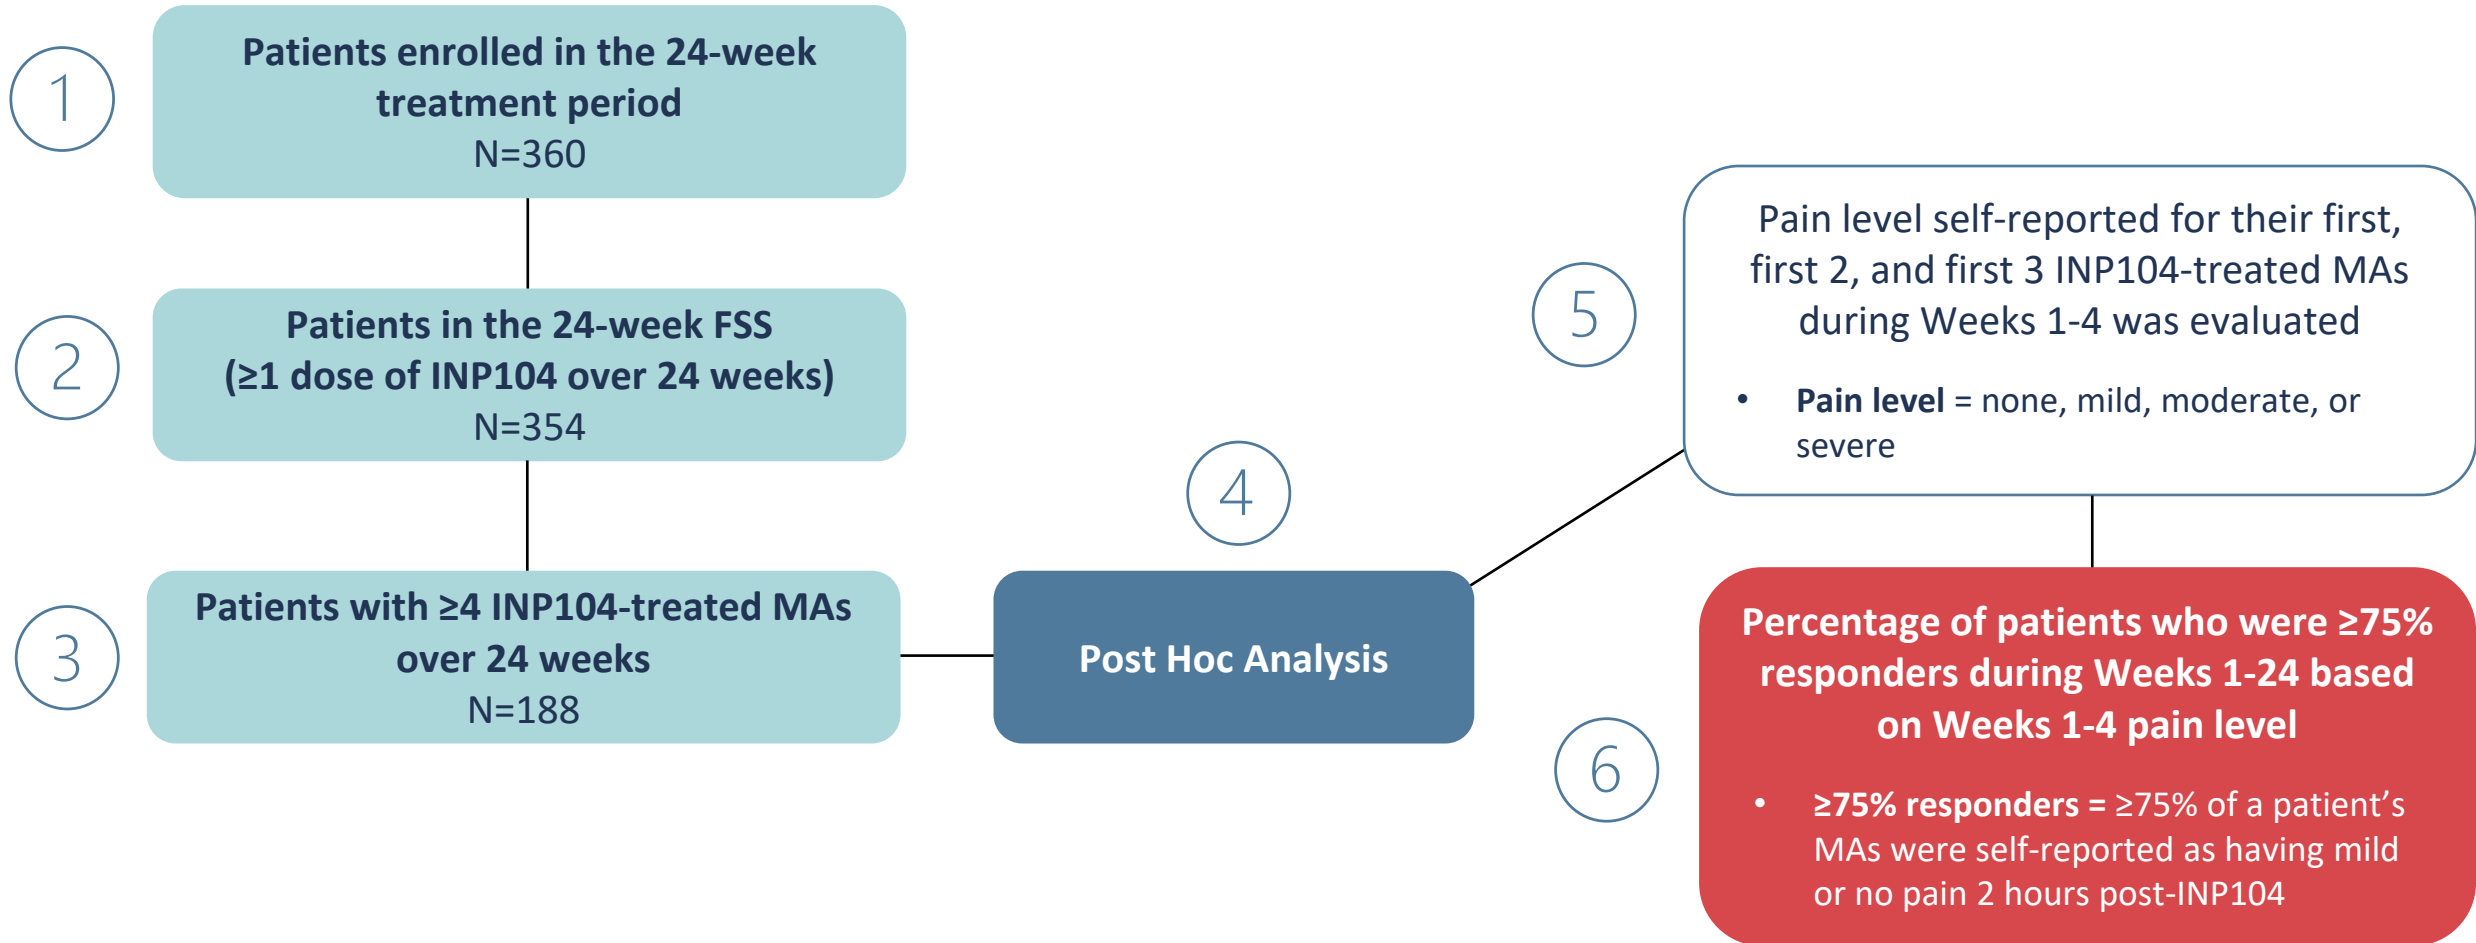 1
Patients enrolled in the 24-week
treatment period
N=360
2
Patients in the 24-week FSS
(≥1 dose of INP104 over 24 weeks)
N=354
3
Patients with ≥4 INP104-treated MAs
over 24 weeks
N=188
4
Post Hoc Analysis
5
Pain level self-reported for their first,
first 2, and first 3 INP104-treated MAs
during Weeks 1-4 was evaluated
• Pain level = none, mild, moderate, or
severe
6
Percentage of patients who were ≥75%
responders during Weeks 1-24 based
on Weeks 1-4 pain level
• ≥75% responders = ≥75% of a patient’s
MAs were self-reported as having mild
or no pain 2 hours post-INP104